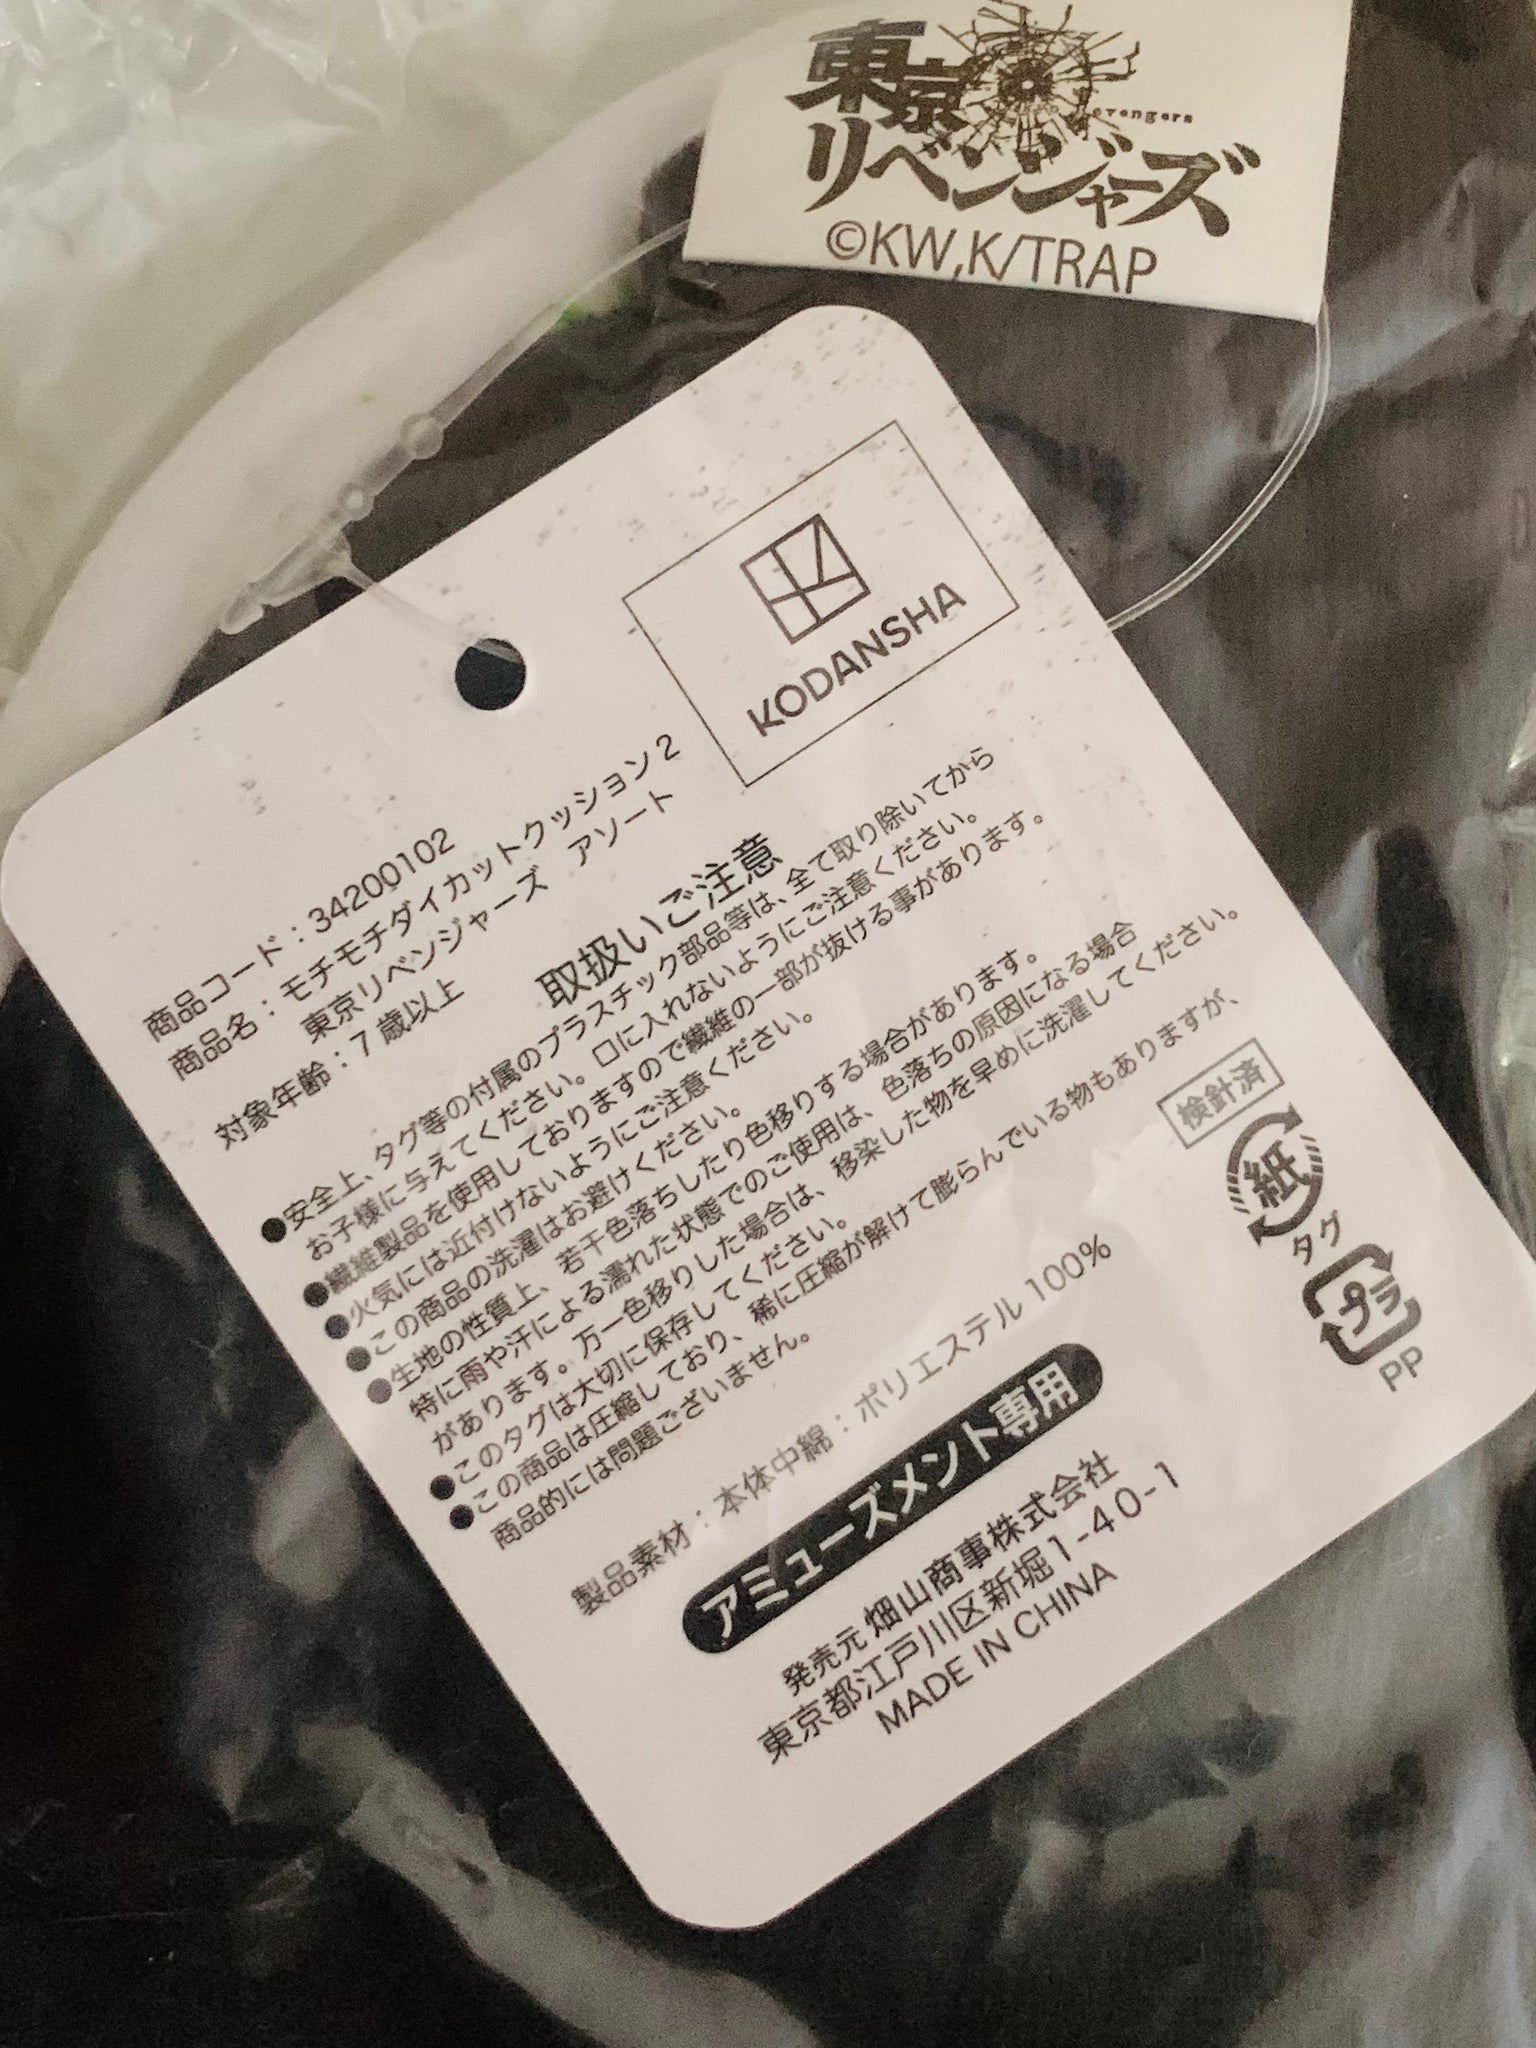 東京
evengers
リベンジャーズ
©KW,K/TRAP
KODANSHA
商品コード：34200102
商品名：モチモチダイカットクッション2
東京リベンジャーズ　アソート
対象年齢：7歳以上
取扱いご注意
●安全上、タグ等の付属のプラスチック部品等は、全て取り除いてから
お子様に与えてください。口に入れないようにご注意ください。
●繊維製品を使用しておりますので繊維の一部が抜ける事があります。
●火気には近付けないようにご注意ください。
●この商品の洗濯はお避けください。
●生地の性質上、若干色落ちしたり色移りする場合があります。
特に雨や汗による濡れた状態でのご使用は、色落ちの原因になる場合
があります。万一色移りした場合は、移染した物を早めに洗濯してください。
●このタグは大切に保存してください。
●この商品は圧縮しており、稀に圧縮が解けて膨らんでいる物もありますが、
商品的には問題ございません。
検針済
紙
タグ
プラ
PP
製品素材：本体中綿：ポリエステル100%
アミューズメント専用
発売元 畑山商事株式会社
東京都江戸川区新堀1-40-1
MADE IN CHINA